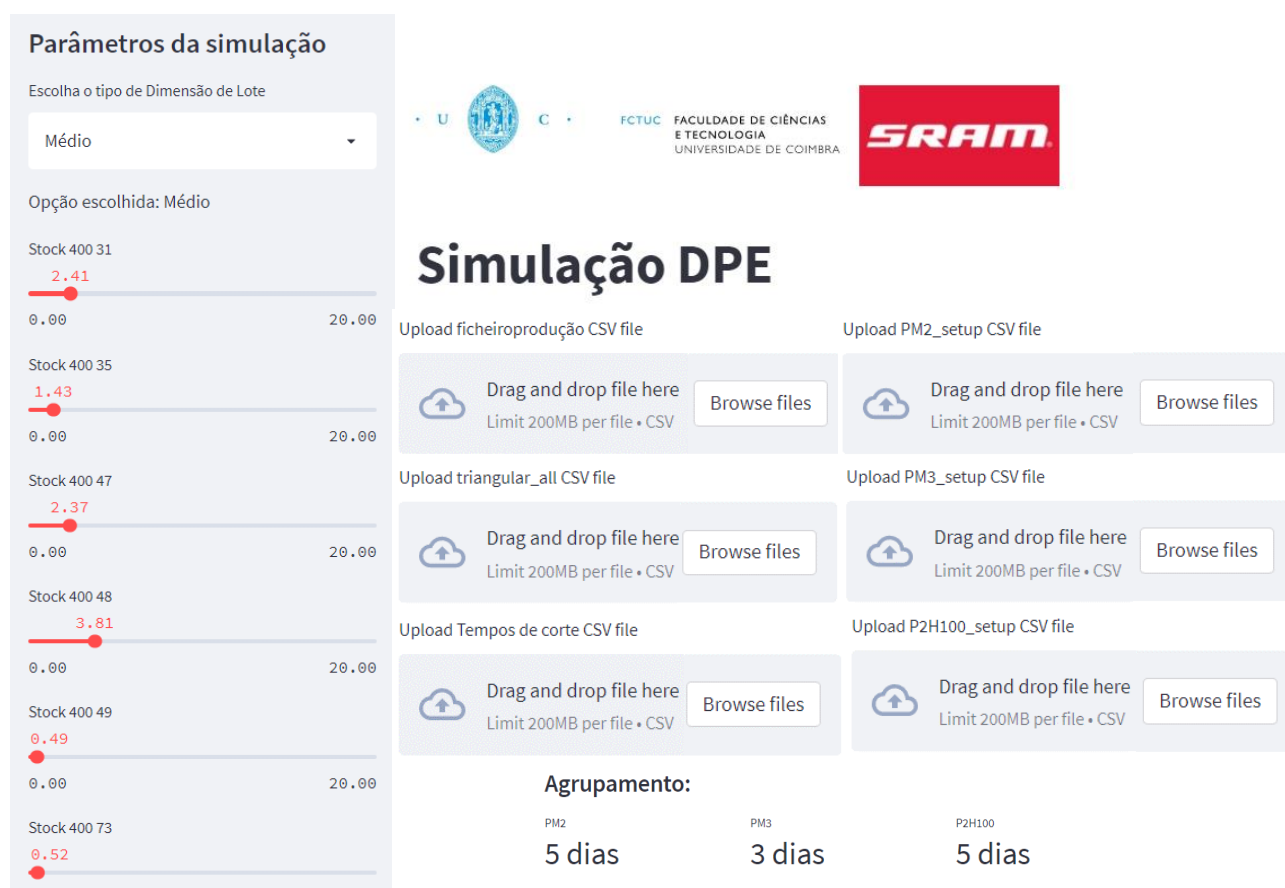 Parâmetros da simulação
Escolha o tipo de Dimensão de Lote
Médio
Opção escolhida: Médio
Stock 400 31
2.41
0.00 20.00
Stock 400 35
1.43
0.00 20.00
Stock 400 47
2.37
0.00 20.00
Stock 400 48
3.81
0.00 20.00
Stock 400 49
0.49
0.00 20.00
Stock 400 73
0.52
· U C ·
FCTUC FACULDADE DE CIÊNCIAS
E TECNOLOGIA
UNIVERSIDADE DE COIMBRA
SRAM
Simulação DPE
Upload ficheiroprodução CSV file
Drag and drop file here
Limit 200MB per file • CSV
Browse files
Upload PM2_setup CSV file
Drag and drop file here
Limit 200MB per file • CSV
Browse files
Upload triangular_all CSV file
Drag and drop file here
Limit 200MB per file • CSV
Browse files
Upload PM3_setup CSV file
Drag and drop file here
Limit 200MB per file • CSV
Browse files
Upload Tempos de corte CSV file
Drag and drop file here
Limit 200MB per file • CSV
Browse files
Upload P2H100_setup CSV file
Drag and drop file here
Limit 200MB per file • CSV
Browse files
Agrupamento:
PM2 PM3 P2H100
5 dias 3 dias 5 dias